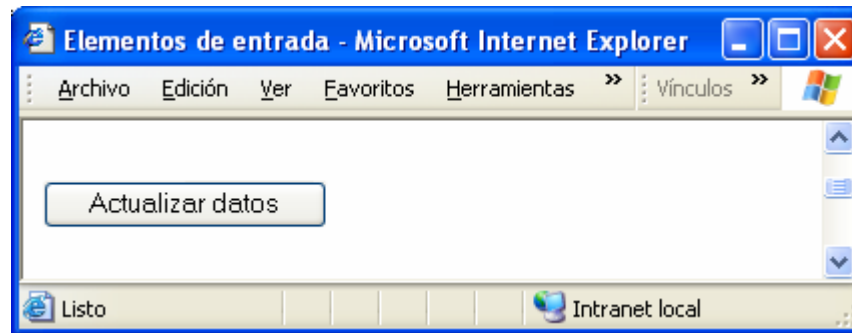 Elementos de entrada - Microsoft Internet Explorer
Archivo Edición Ver Favoritos Herramientas » Vínculos »
Actualizar datos
Listo Intranet local